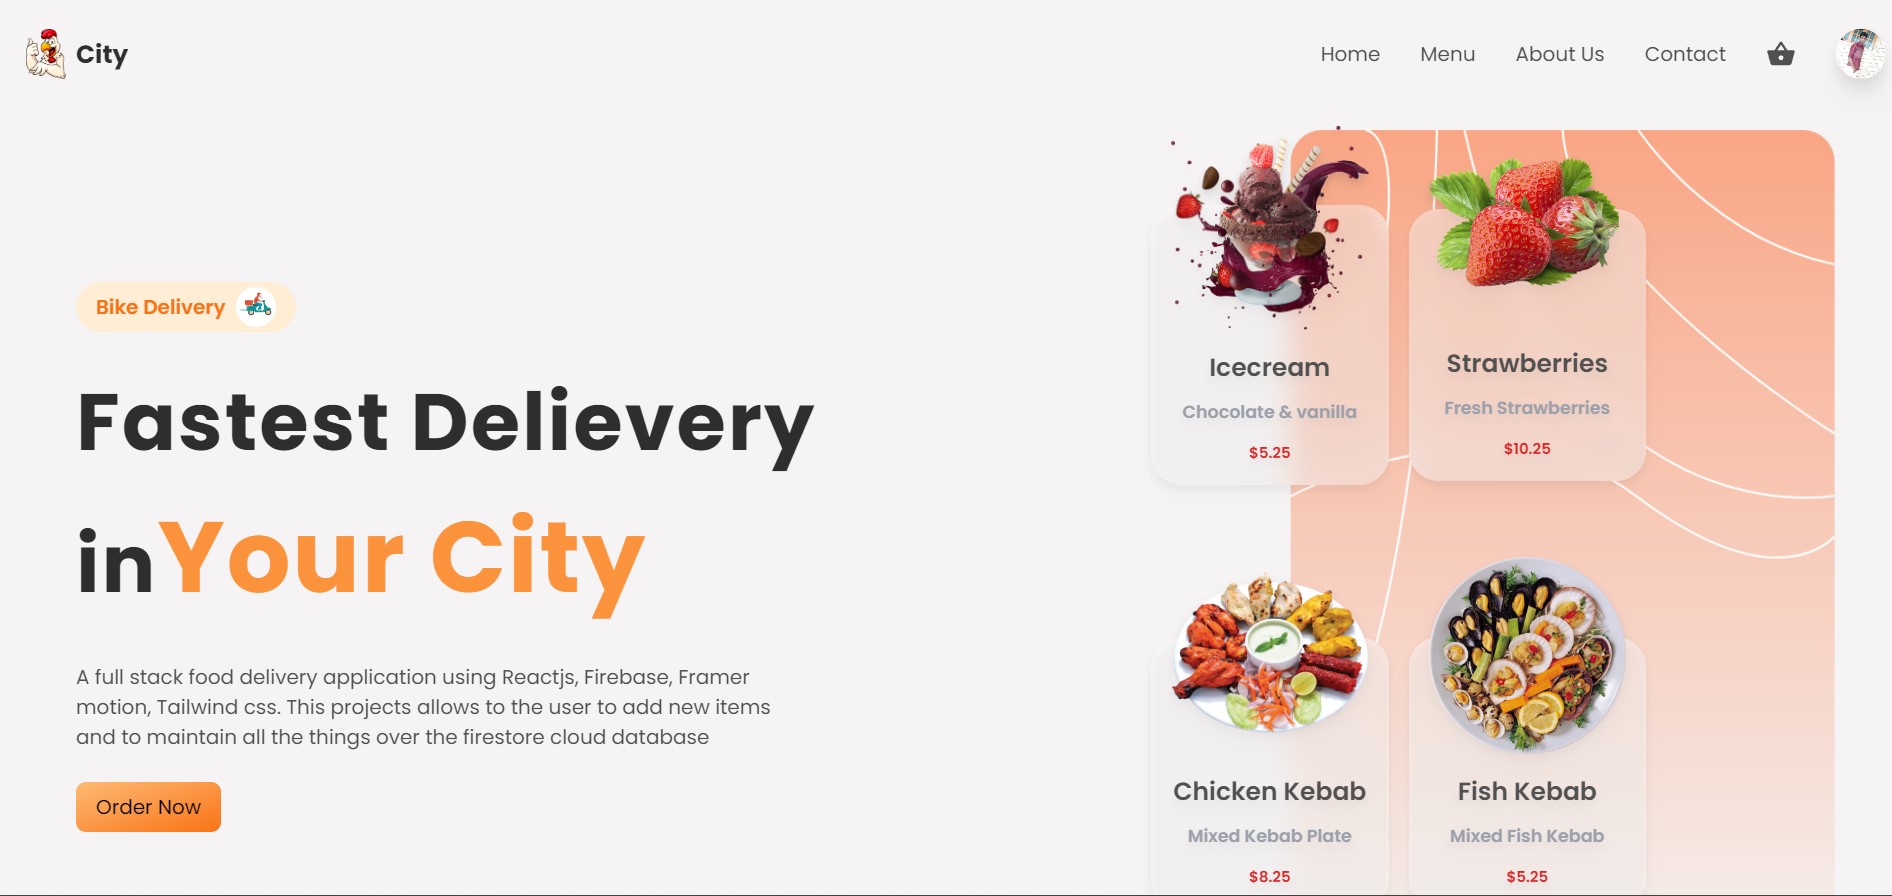 City
Home
Menu
About Us
Contact
Bike Delivery
Fastest Delievery
in Your City
A full stack food delivery application using Reactjs, Firebase, Framer
motion, Tailwind css. This projects allows to the user to add new items
and to maintain all the things over the firestore cloud database
Order Now
Icecream
Chocolate & vanilla
$5.25
Strawberries
Fresh Strawberries
$10.25
Chicken Kebab
Mixed Kebab Plate
$8.25
Fish Kebab
Mixed Fish Kebab
$5.25